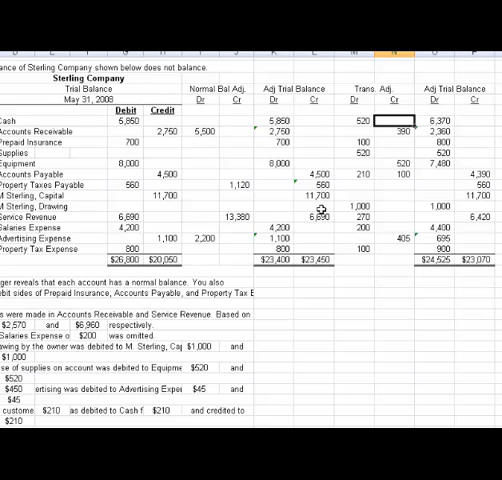 ance of Sterling Company shown below does not balance.
Sterling Company
Trial Balance Normal Bal Adj. Adj Trial Balance Trans. Adj. Adj Trial Balance
May 31, 2008 Dr Cr Dr Cr Dr Cr Dr Cr
Debit Credit
Cash 5,850 5,850 520 6,370
Accounts Receivable 2,750 5,500 2,750 390 2,360
Prepaid Insurance 700 700 100 800
Supplies 520 520
Equipment 8,000 8,000 520 7,480
Accounts Payable 4,500 4,500 210 100 4,390
Property Taxes Payable 560 1,120 560 560
M Sterling, Capital 11,700 11,700 11,700
M Sterling, Drawing 1,000 1,000
Service Revenue 6,690 13,380 6,690 270 6,420
Salaries Expense 4,200 4,200 200 4,400
Advertising Expense 1,100 2,200 1,100 405 695
Property Tax Expense 800 800 100 900
$26,800 $20,050 $23,400 $23,450 $24,525 $23,070
ger reveals that each account has a normal balance. You also
ebit sides of Prepaid Insurance, Accounts Payable, and Property Tax E
s were made in Accounts Receivable and Service Revenue. Based on
$2,570 and $6,960 respectively.
Salaries Expense o $200 was omitted.
awing by the owner was debited to M. Sterling, Cap $1,000 and
$1,000
se of supplies on account was debited to Equipme $520 and
$520
$450 ertising was debited to Advertising Exper $45 and
$45
custome $210 as debited to Cash f $210 and credited to
$210